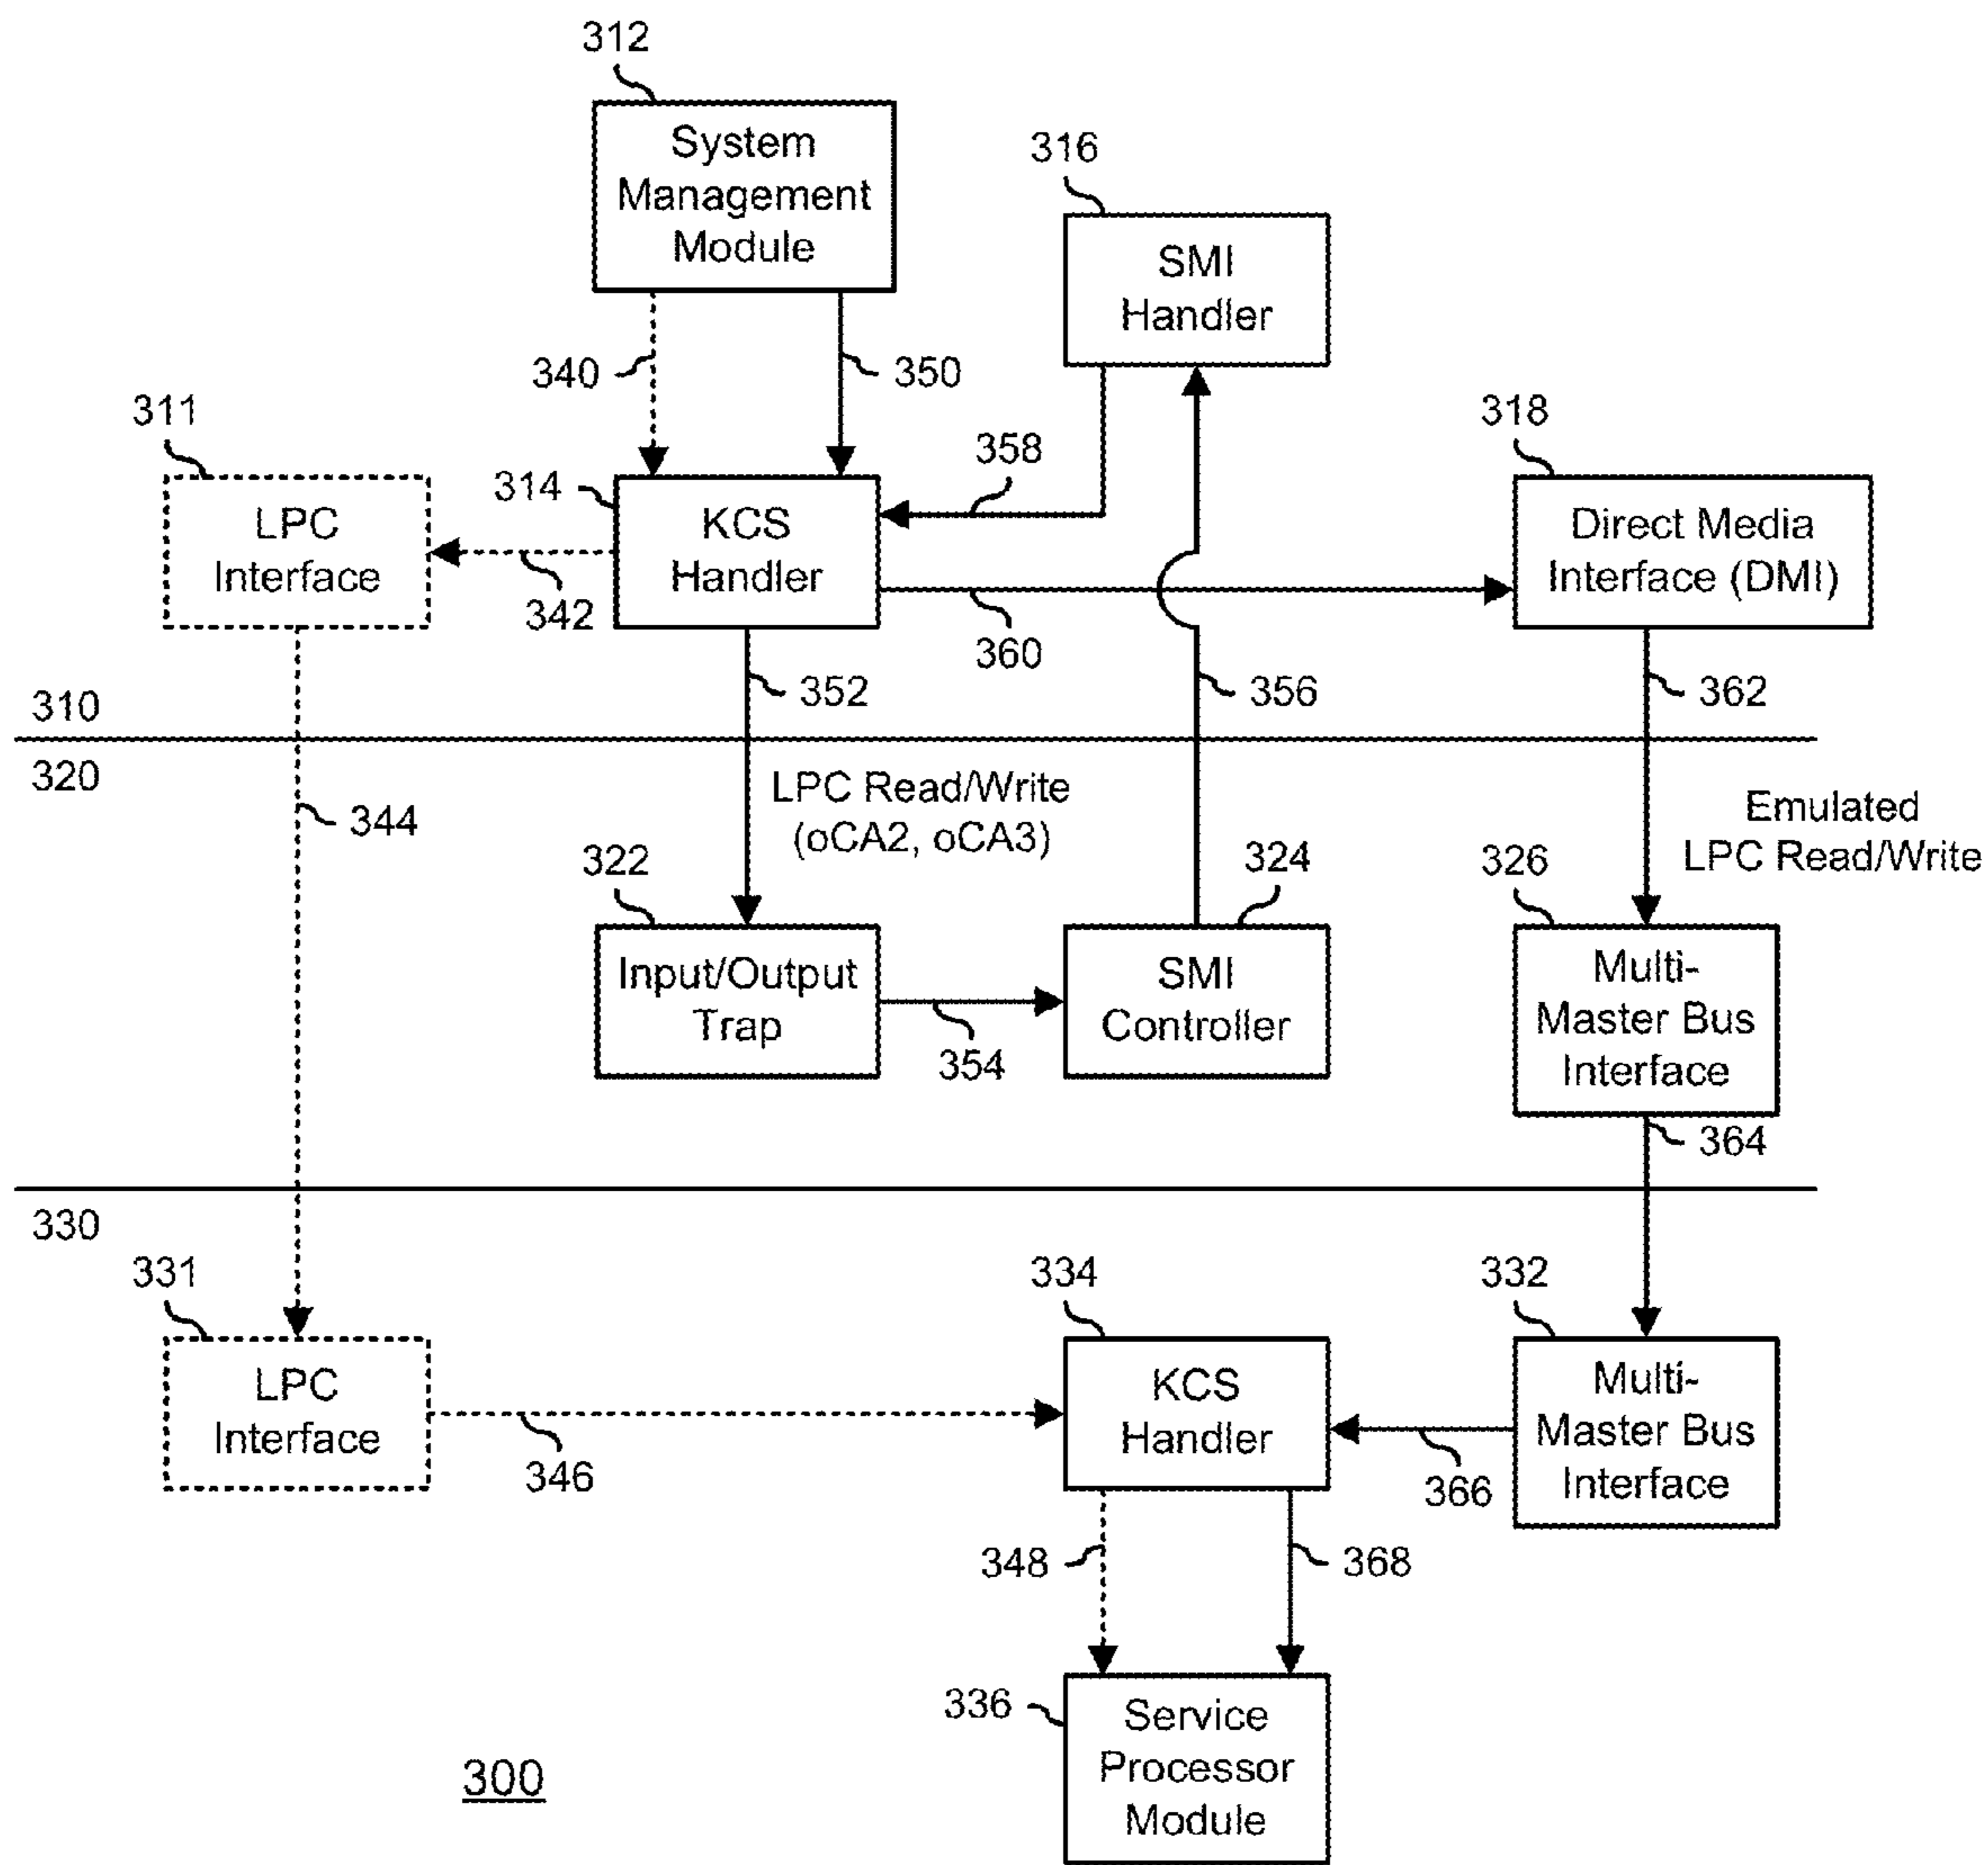 312
System
Management
Module
316
SMI
Handler
340
350
311
318
358
314
LPC
Interface
KCS
Handler
Direct Media
Interface (DMI)
342
360
352
356
362
310
320
LPC Read/Write
(oCA2, oCA3)
344
Emulated
LPC Read/Write
322
324
326
Input/Output
Trap
SMI
Controller
Multi-
Master Bus
Interface
354
364
330
331
334
332
LPC
Interface
KCS
Handler
Multi-
Master Bus
Interface
346
366
348
368
336
Service
Processor
Module
300